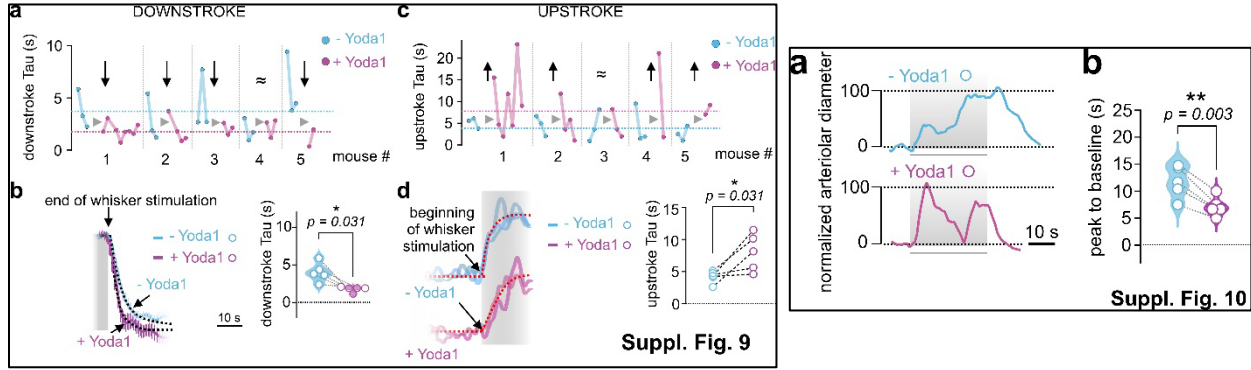 a
DOWNSTROKE
- Yoda1
+ Yoda1
downstroke Tau (s)
10
5
0
≈
1 2 3 4 5 mouse #
b
end of whisker stimulation
- Yoda1
+ Yoda1
- Yoda1
+ Yoda1
10 s
*
p = 0.031
downstroke Tau (s)
8
4
0
c
UPSTROKE
- Yoda1
+ Yoda1
upstroke Tau (s)
20
15
10
5
0
≈
1 2 3 4 5 mouse #
d
beginning
of whisker
stimulation
- Yoda1
+ Yoda1
- Yoda1
+ Yoda1
*
p = 0.031
upstroke Tau (s)
15
10
5
0
Suppl. Fig. 9
a
- Yoda1
normalized arteriolar diameter
100
0
+ Yoda1
100
0
10 s
b
**
p = 0.003
peak to baseline (s)
25
20
15
10
5
0
Suppl. Fig. 10